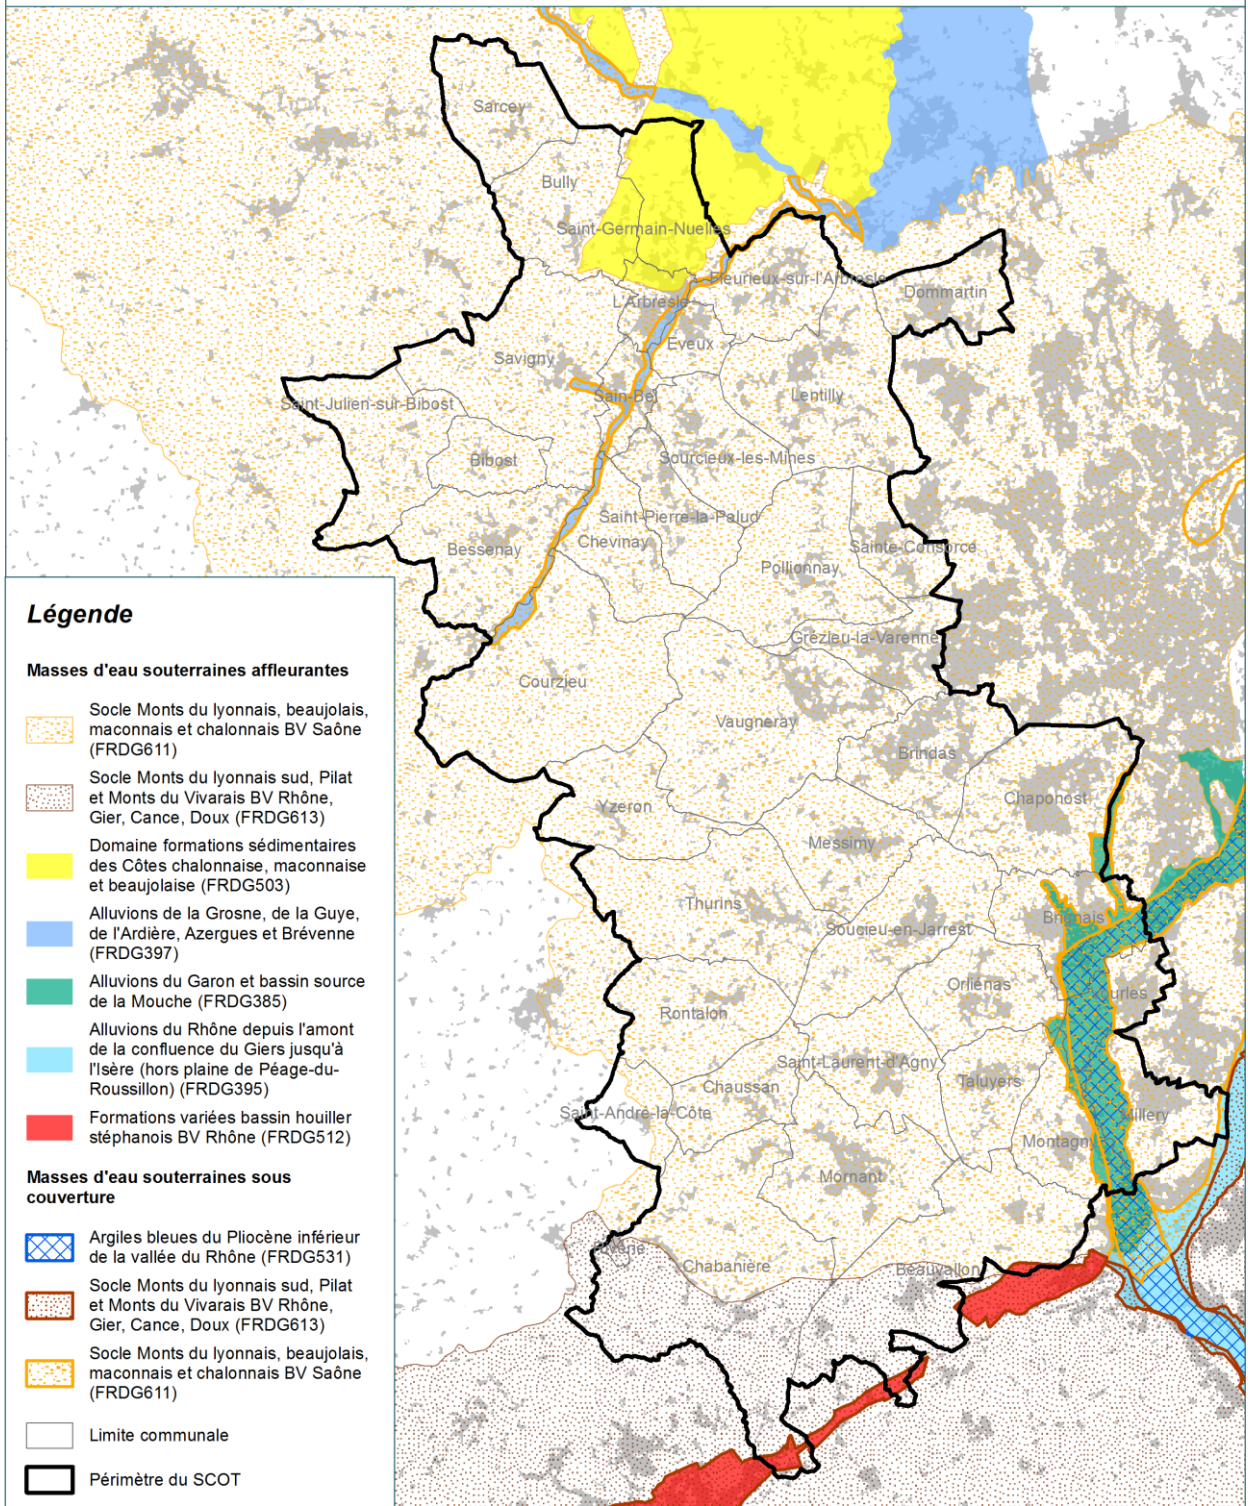 Sarcey
Bully
Saint-Germain-Nuelles
Fleurieux-sur-l'Arbresle
Dommartin
L'Arbresle
Eveux
Savigny
Sain-Bel
Lentilly
Saint-Julien-sur-Bibost
Bibost
Sourcieux-les-Mines
Saint-Pierre-la-Palud
Chevinay
Bessenay
Sainte-Consorce
Pollionnay
Grézieu-la-Varenne
Courzieu
Vaugneray
Brindas
Yzeron
Chaponost
Messimy
Thurins
Brignais
Soucieu-en-Jarrest
Orliénas
Vourles
Rontalon
Saint-Laurent-d'Agny
Taluyers
Chaussan
Saint-André-la-Côte
Millery
Montagny
Mornant
Riverie
Chabanière
Beauvallon
Légende
Masses d'eau souterraines affleurantes
Socle Monts du lyonnais, beaujolais,
maconnais et chalonnais BV Saône
(FRDG611)
Socle Monts du lyonnais sud, Pilat
et Monts du Vivarais BV Rhône,
Gier, Cance, Doux (FRDG613)
Domaine formations sédimentaires
des Côtes chalonnaise, maconnaise
et beaujolaise (FRDG503)
Alluvions de la Grosne, de la Guye,
de l'Ardière, Azergues et Brévenne
(FRDG397)
Alluvions du Garon et bassin source
de la Mouche (FRDG385)
Alluvions du Rhône depuis l'amont
de la confluence du Giers jusqu'à
l'Isère (hors plaine de Péage-du-
Roussillon) (FRDG395)
Formations variées bassin houiller
stéphanois BV Rhône (FRDG512)
Masses d'eau souterraines sous
couverture
Argiles bleues du Pliocène inférieur
de la vallée du Rhône (FRDG531)
Socle Monts du lyonnais sud, Pilat
et Monts du Vivarais BV Rhône,
Gier, Cance, Doux (FRDG613)
Socle Monts du lyonnais, beaujolais,
maconnais et chalonnais BV Saône
(FRDG611)
Limite communale
Périmètre du SCOT